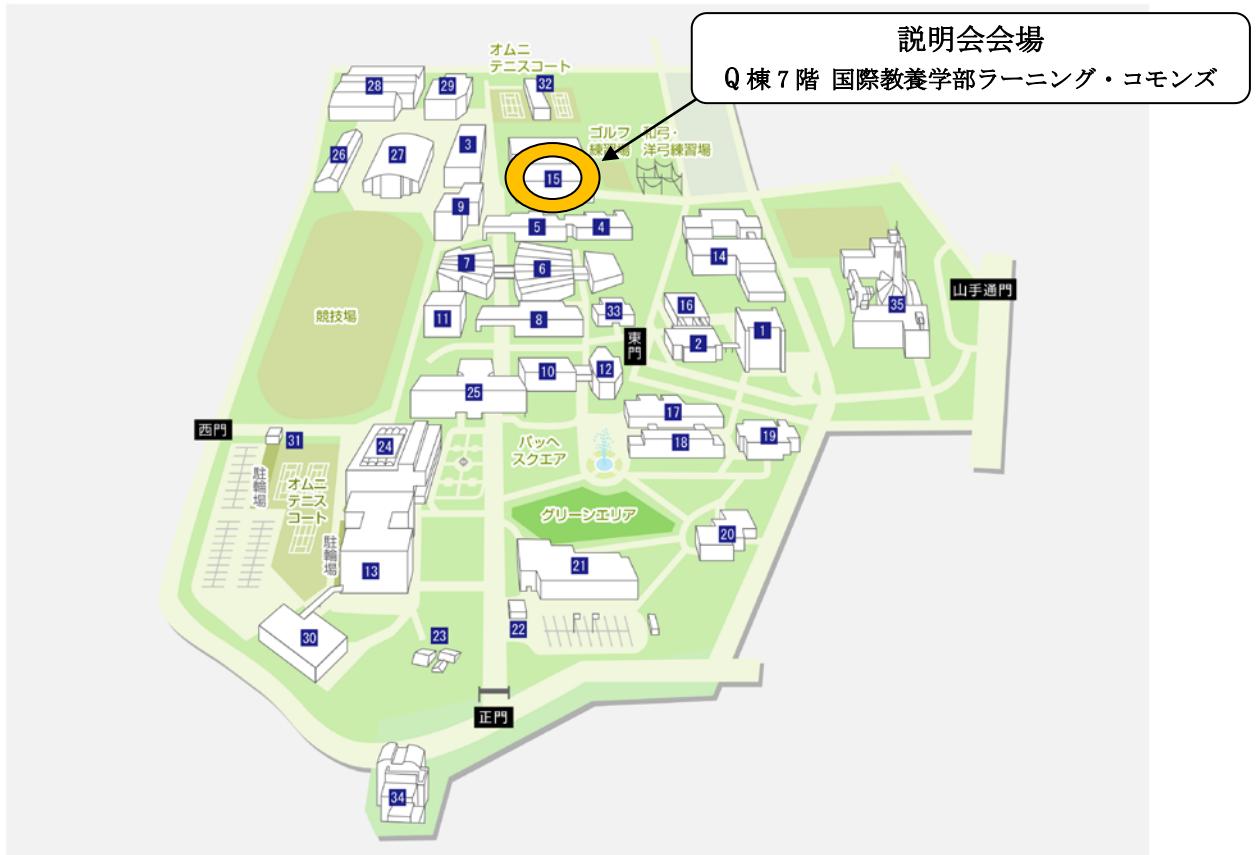 説明会会場
Q棟7階 国際教養学部ラーニング・コモンズ
オムニ
テニスコート
28
29
32
3
ゴルフ
練習場
和弓・
洋弓練習場
26
27
15
9
5
4
7
6
14
山手通門
35
競技場
11
8
33
16
東門
2
1
10
12
25
17
西門
31
24
バッヘ
スクエア
18
19
駐輪場
オムニ
テニス
コート
グリーンエリア
20
駐輪場
13
21
30
23
22
正門
34